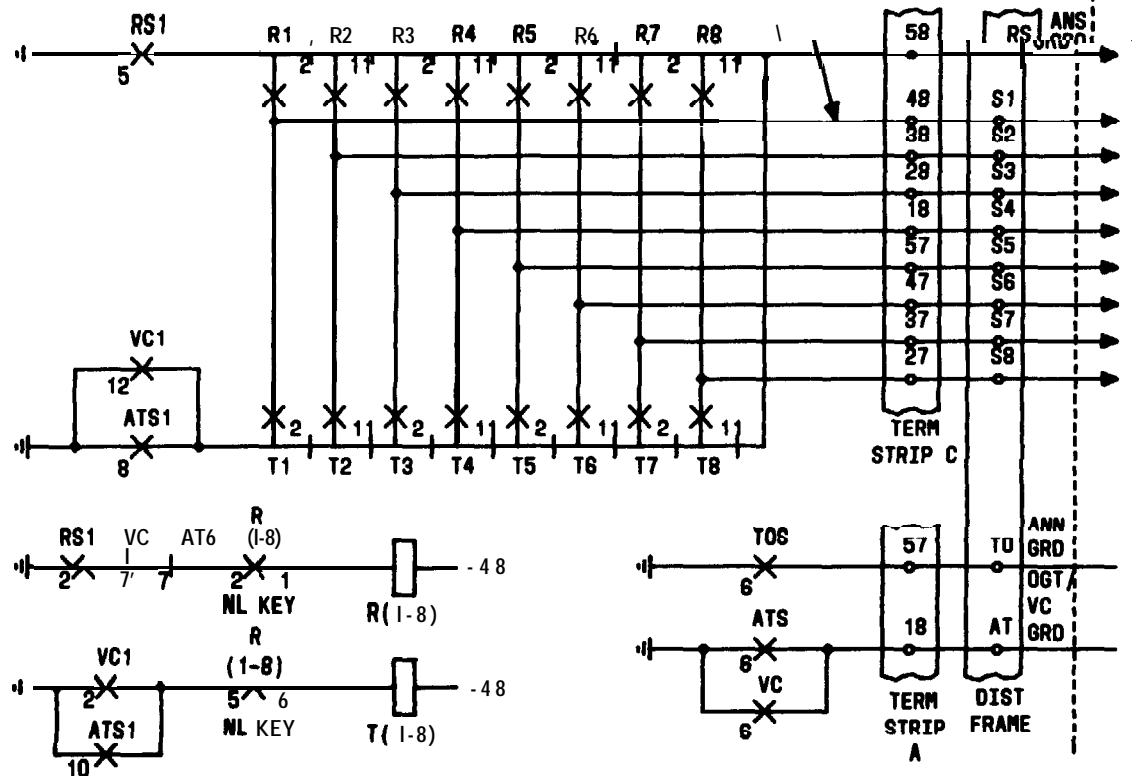 RS1 R1 R2 R3 R4 R5 R6 R7 R8 58 RS ANS
5 2 11 2 11 2 11 2 11
48 S1
38 S2
28 S3
18 S4
57 S5
47 S6
37 S7
27 S8
VC1
12
ATS1
8 2 11 2 11 2 11 2 11
T1 T2 T3 T4 T5 T6 T7 T8
TERM
STRIP C
RS1 VC AT6 R
(I-8)
2 7' 7 2 1 -48
NL KEY
R( I-8)
TOS 57 TO ANN
GRD
6
OGT/
VC
GRD
ATS 18 AT
6
VC
6
VC1 R
(1-8)
2 5 6 -48
ATS1 NL KEY
T( I-8)
10
TERM
STRIP
A
DIST
FRAME